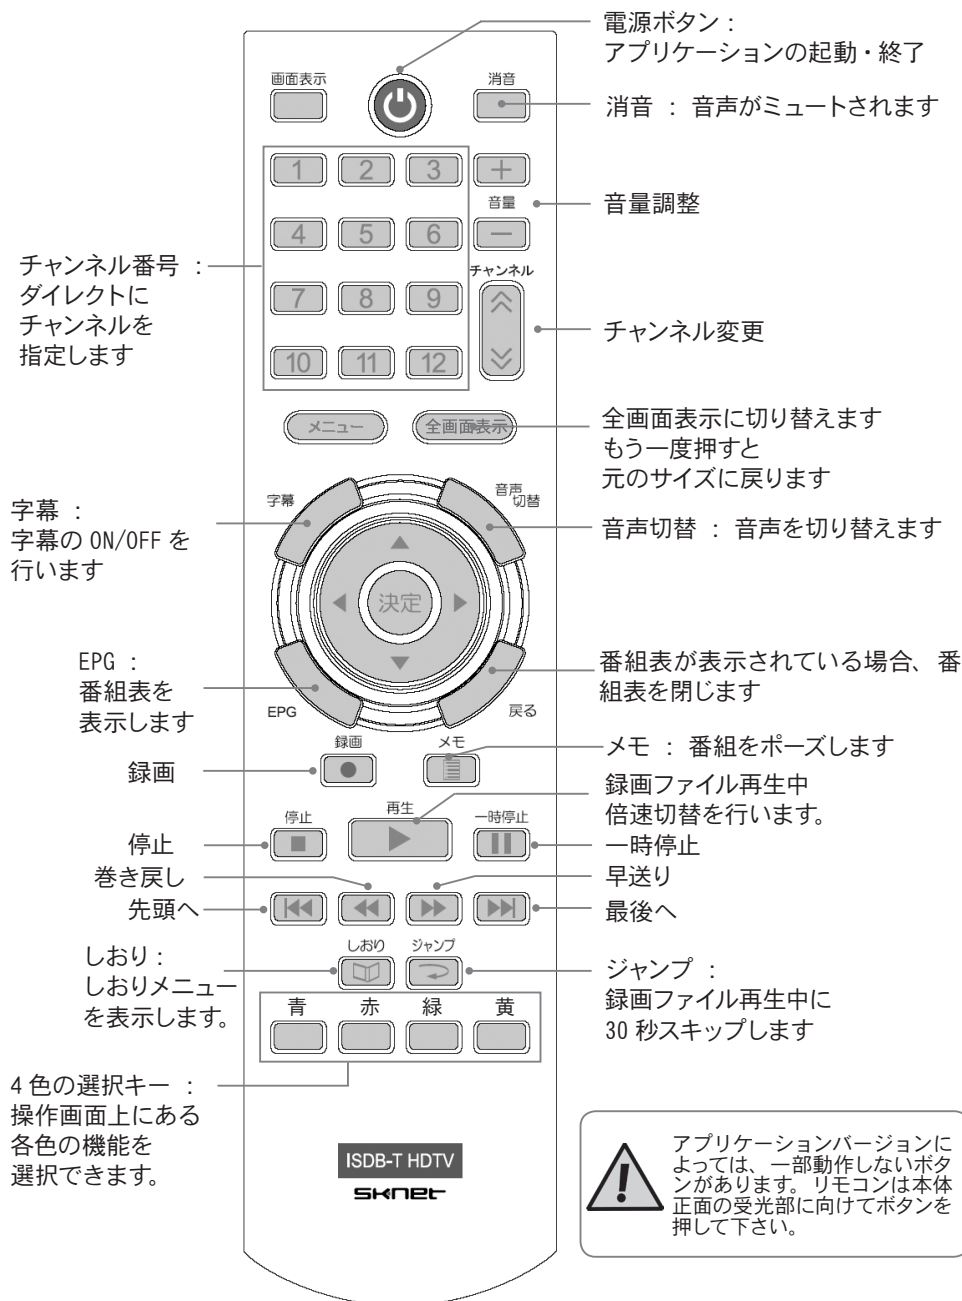 電源ボタン：
アプリケーションの起動・終了
画面表示
消音
消音 ： 音声がミュートされます
1 2 3 +
音量
音量調整
4 5 6 −
チャンネル番号 ：
ダイレクトに
チャンネルを
指定します
チャンネル
7 8 9
チャンネル変更
10 11 12
メニュー
全画面表示
全画面表示に切り替えます
もう一度押すと
元のサイズに戻ります
字幕
音声
切替
字幕 ：
字幕の ON/OFF を
行います
音声切替 ： 音声を切り替えます
決定
EPG ：
番組表を
表示します
番組表が表示されている場合、番
組表を閉じます
EPG
戻る
録画
メモ
メモ ： 番組をポーズします
録画
録画ファイル再生中
倍速切替を行います。
停止
再生
一時停止
停止
一時停止
巻き戻し
早送り
先頭へ
最後へ
しおり
ジャンプ
しおり：
しおりメニュー
を表示します。
ジャンプ ：
録画ファイル再生中に
30 秒スキップします
青 赤 緑 黄
4 色の選択キー ：
操作画面上にある
各色の機能を
選択できます。
ISDB-T HDTV
SKNET
アプリケーションバージョンに
よっては、一部動作しないボタ
ンがあります。リモコンは本体
正面の受光部に向けてボタンを
押して下さい。